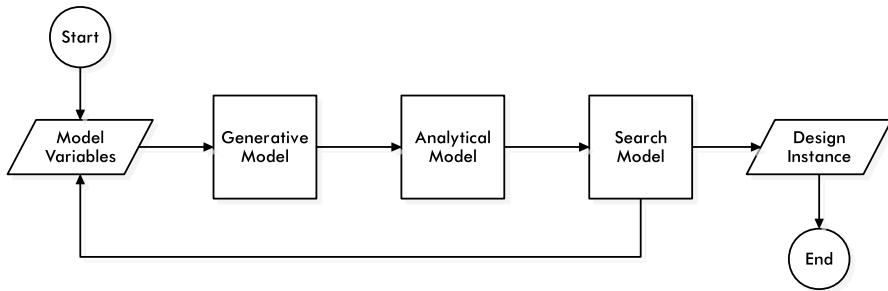 Start
Model
Variables
Generative
Model
Analytical
Model
Search
Model
Design
Instance
End